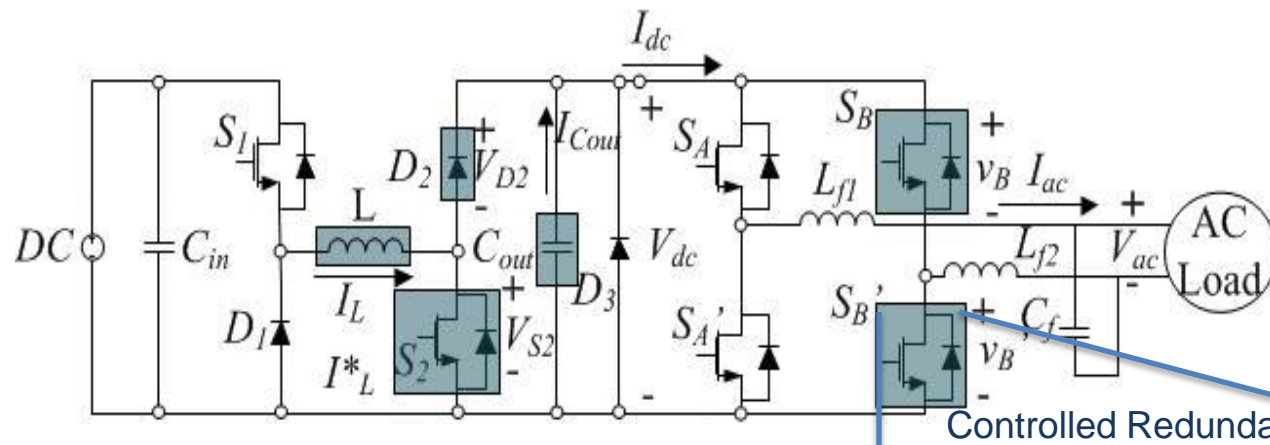 I_dc
S_1
D_2
V_D2
I_Cout
S_A
S_B
v_B
I_ac
L_f1
DC
C_in
L
I_L
C_out
D_3
V_dc
L_f2
V_ac
AC
Load
D_1
I*_L
S_2
V_S2
S_A'
S_B'
v_B'
C_f
+
-
+
-
+
-
+
-
+
-
+
-
Controlled Redunda